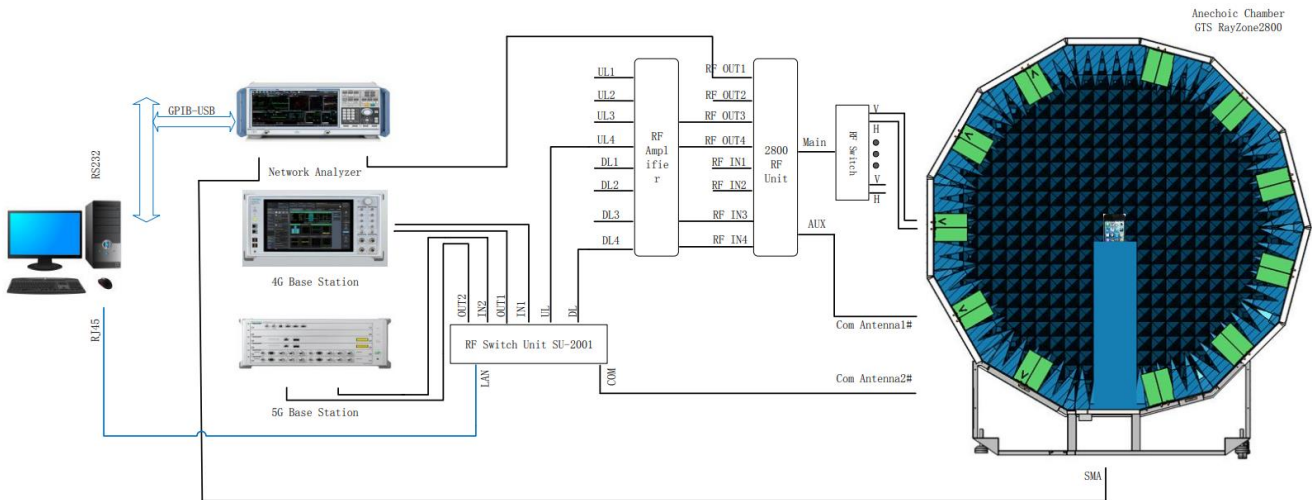 Anechoic Chamber
GTS RayZone2800
GPIB-USB
RS232
Network Analyzer
4G Base Station
5G Base Station
RJ45
UL1
UL2
UL3
UL4
DL1
DL2
DL3
DL4
RF
Ampl
ifie
r
RF OUT1
RF OUT2
RF OUT3
RF OUT4
RF IN1
RF IN2
RF IN3
RF IN4
2800
RF
Unit
Main
AUX
RF Switch
V
H
V
H
OUT2
IN2
OUT1
IN1
UL
DL
RF Switch Unit SU-2001
LAN
COM
Com Antenna1#
Com Antenna2#
SMA